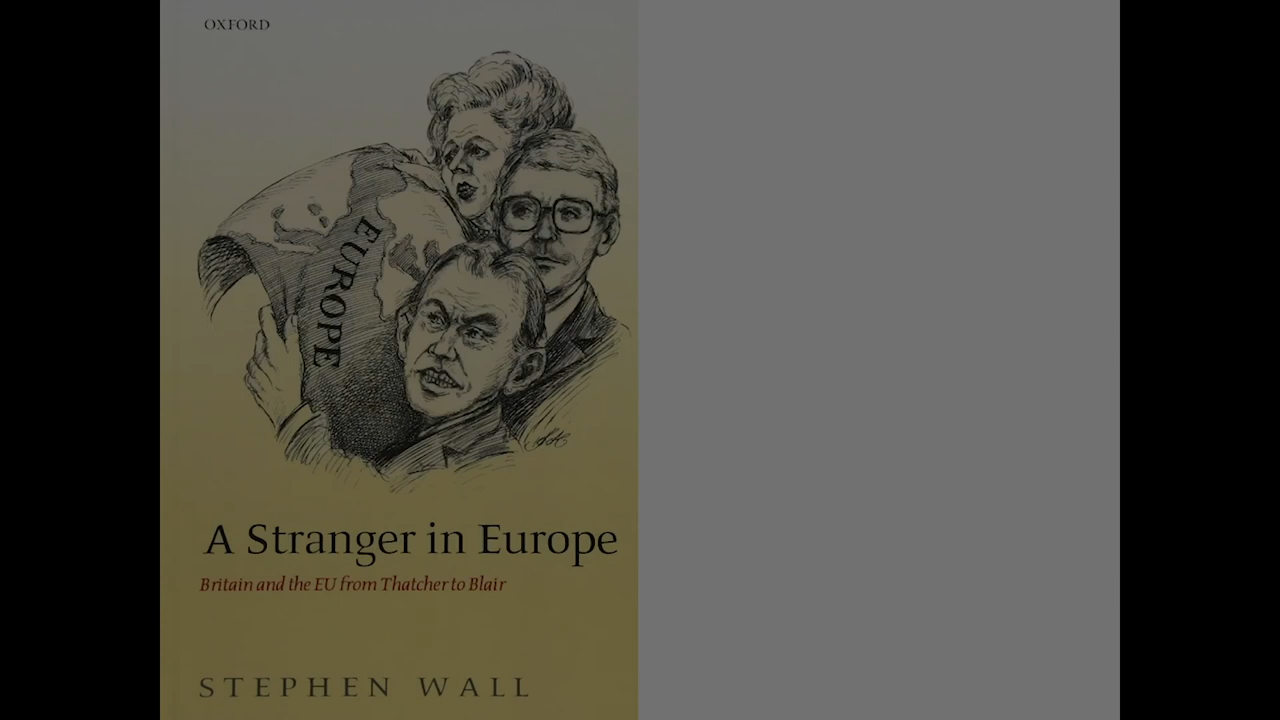 OXFORD
EUROPE
A Stranger in Europe
Britain and the EU from Thatcher to Blair
STEPHEN WALL